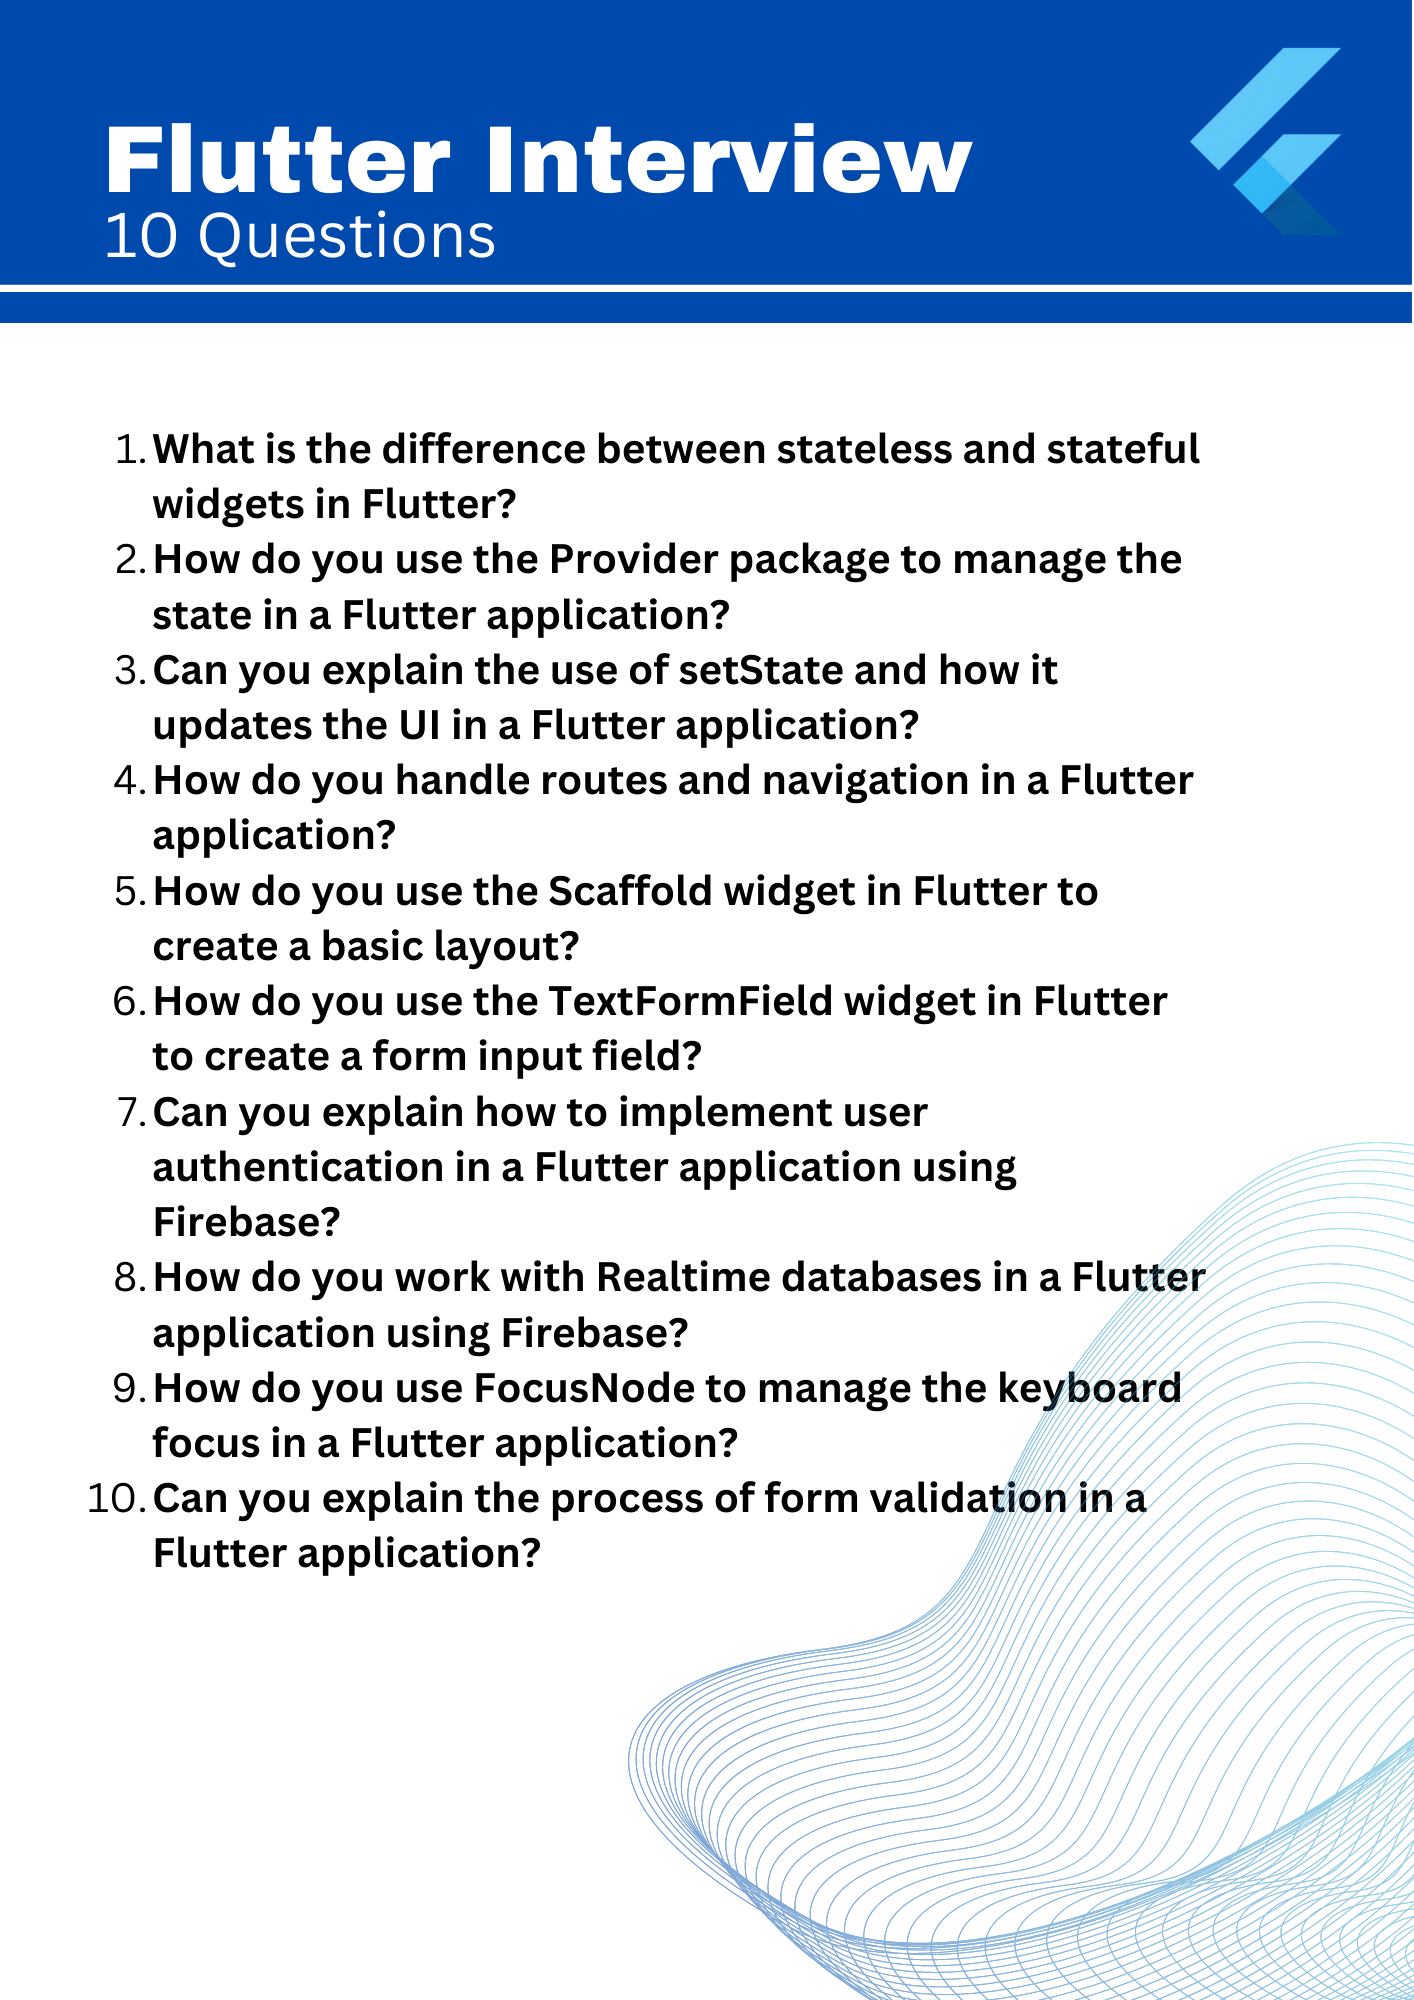 Flutter Interview
10 Questions
1. What is the difference between stateless and stateful
widgets in Flutter?
2. How do you use the Provider package to manage the
state in a Flutter application?
3. Can you explain the use of setState and how it
updates the UI in a Flutter application?
4. How do you handle routes and navigation in a Flutter
application?
5. How do you use the Scaffold widget in Flutter to
create a basic layout?
6. How do you use the TextFormField widget in Flutter
to create a form input field?
7. Can you explain how to implement user
authentication in a Flutter application using
Firebase?
8. How do you work with Realtime databases in a Flutter
application using Firebase?
9. How do you use FocusNode to manage the keyboard
focus in a Flutter application?
10. Can you explain the process of form validation in a
Flutter application?